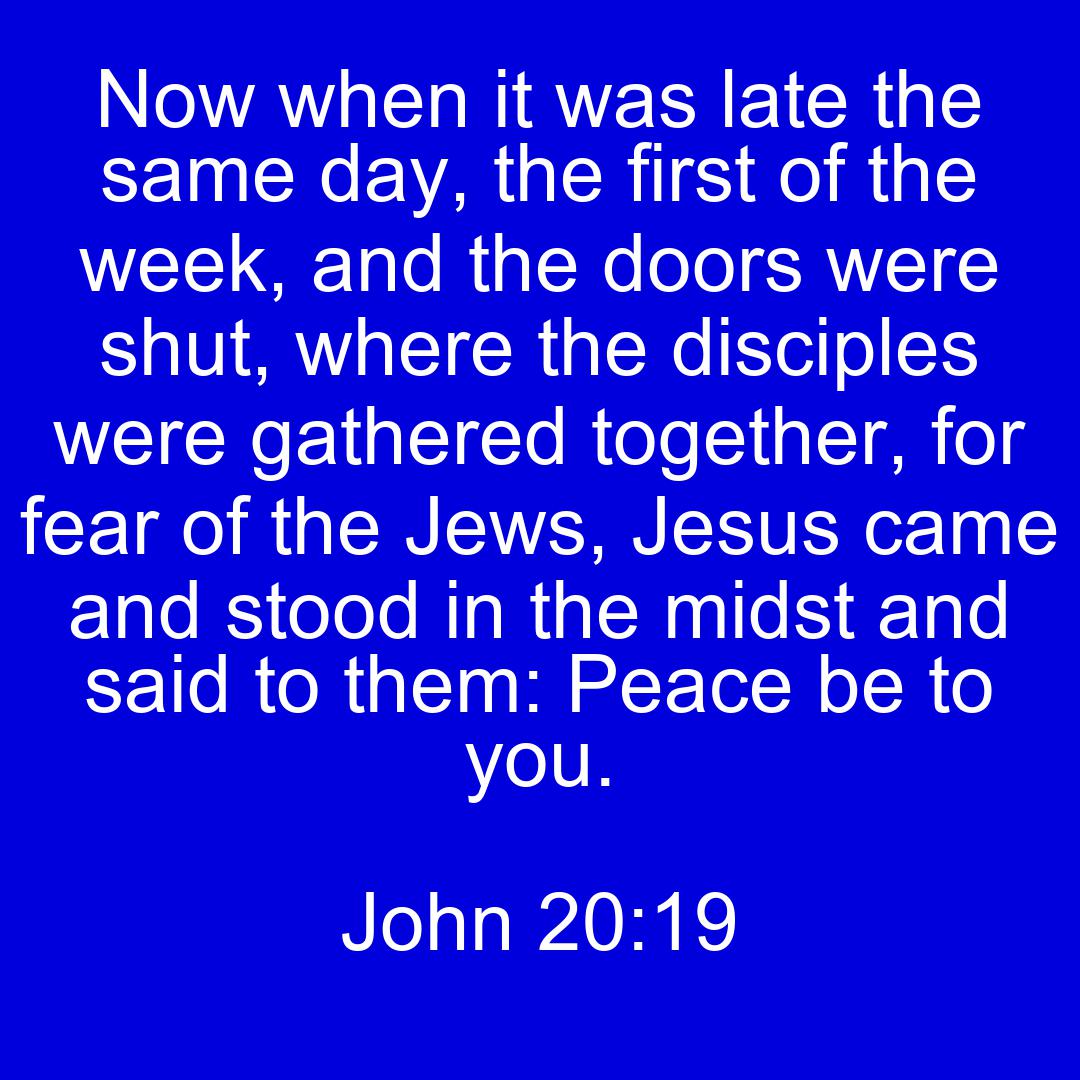 Now when it was late the
same day, the first of the
week, and the doors were
shut, where the disciples
were gathered together, for
fear of the Jews, Jesus came
and stood in the midst and
said to them: Peace be to
you.
John 20:19